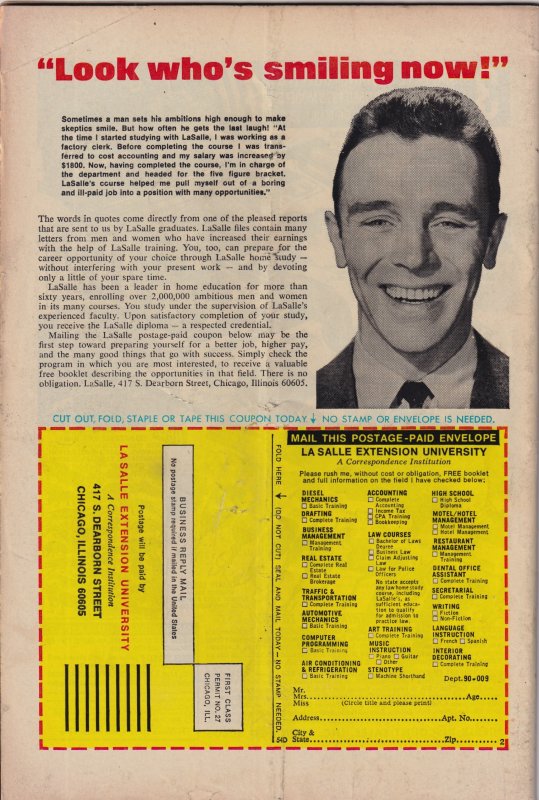 “Look who's smiling now!”
Sometimes a man sets his ambitions high enough to make
skeptics smile. But how often he gets the last laugh! “At
the time I started studying with LaSalle, I was working as a
factory clerk. Before completing the course I was trans-
ferred to cost accounting and my salary was increased by
$1800. Now, having completed the course, I'm in charge of
the department and headed for the five figure bracket.
LaSalle's course helped me pull myself out of a boring
and ill-paid job into a position with many opportunities.”
The words in quotes come directly from one of the pleased reports
that are sent to us by LaSalle graduates. LaSalle files contain many
letters from men and women who have increased their earnings
with the help of LaSalle training. You, too, can prepare for the
career opportunity of your choice through LaSalle home study —
without interfering with your present work — and by devoting
only a little of your spare time.
LaSalle has been a leader in home education for more than
sixty years, enrolling over 2,000,000 ambitious men and women
in its many courses. You study under the supervision of LaSalle's
experienced faculty. Upon satisfactory completion of your study,
you receive the LaSalle diploma — a respected credential.
Mailing the LaSalle postage-paid coupon below may be the
first step toward preparing yourself for a better job, higher pay,
and the many good things that go with success. Simply check the
program in which you are most interested, to receive a valuable
free booklet describing the opportunities in that field. There is no
obligation. LaSalle, 417 S. Dearborn Street, Chicago, Illinois 60605.
CUT OUT, FOLD, STAPLE OR TAPE THIS COUPON TODAY ↓ NO STAMP OR ENVELOPE IS NEEDED.
FIRST CLASS
PERMIT NO. 27
CHICAGO, ILL.
BUSINESS REPLY MAIL
No postage stamp required if mailed in the United States
Postage will be paid by
LA SALLE EXTENSION UNIVERSITY
A Correspondence Institution
417 S. DEARBORN STREET
CHICAGO, ILLINOIS 60605
FOLD HERE → (DO NOT CUT) SEAL AND MAIL TODAY — NO STAMP NEEDED.
SID
MAIL THIS POSTAGE-PAID ENVELOPE
LA SALLE EXTENSION UNIVERSITY
A Correspondence Institution
Please rush me, without cost or obligation, FREE booklet
and full information on the field I have checked below:
DIESEL
MECHANICS
Basic Training
DRAFTING
Complete Training
BUSINESS
MANAGEMENT
Management
Training
REAL ESTATE
Complete Real
Estate
Real Estate
Brokerage
TRAFFIC &
TRANSPORTATION
Complete Training
AUTOMOTIVE
MECHANICS
Basic Training
COMPUTER
PROGRAMMING
Basic Training
AIR CONDITIONING
& REFRIGERATION
Basic Training
ACCOUNTING
Complete
Accounting
Income Tax
CPA Training
Bookkeeping
LAW COURSES
Bachelor of Laws
Degree
Business Law
Claim Adjusting
Law
Law for Police
Officers
No state accepts
any law home study
course, including
LaSalle's, as
sufficient educa-
tion to qualify
for admission to
practice law.
ART TRAINING
Complete Training
MUSIC
INSTRUCTION
Piano Guitar
Other
STENOTYPE
Machine Shorthand
HIGH SCHOOL
High School
Diploma
MOTEL/HOTEL
MANAGEMENT
Motel Management
Hotel Management
RESTAURANT
MANAGEMENT
Management
Training
DENTAL OFFICE
ASSISTANT
Complete Training
SECRETARIAL
Complete Training
WRITING
Fiction
Non-Fiction
LANGUAGE
INSTRUCTION
French Spanish
INTERIOR
DECORATING
Complete Training
Dept. 90-009
Mr.
Mrs. Age
Miss (Circle title and please print)
Address Apt. No.
City &
State Zip
2